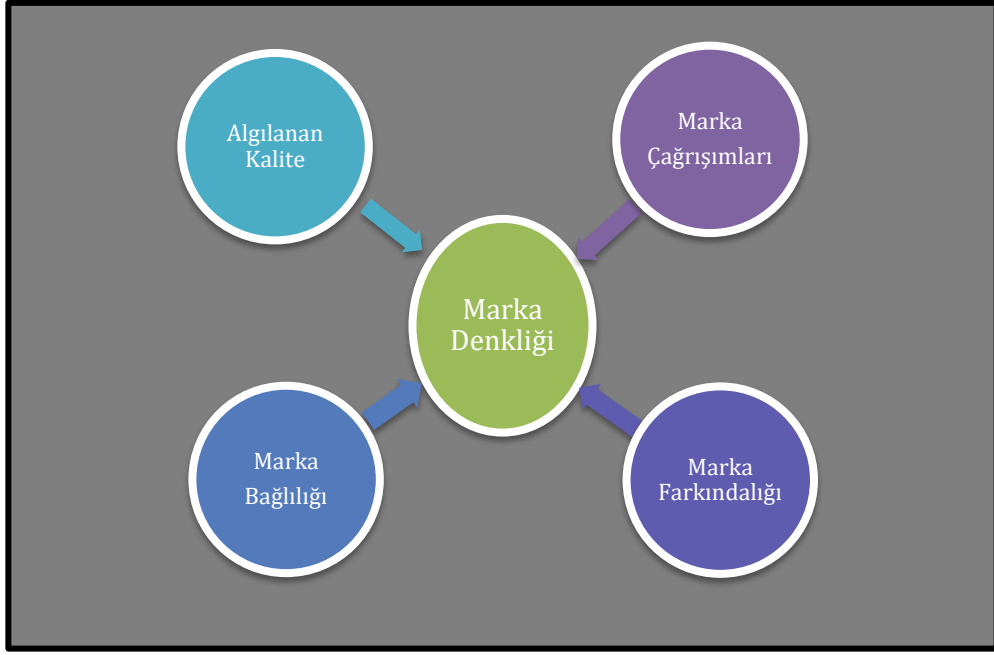 Algılanan
Kalite
Marka
Çağrışımları
Marka
Denkliği
Marka
Bağlılığı
Marka
Farkındalığı